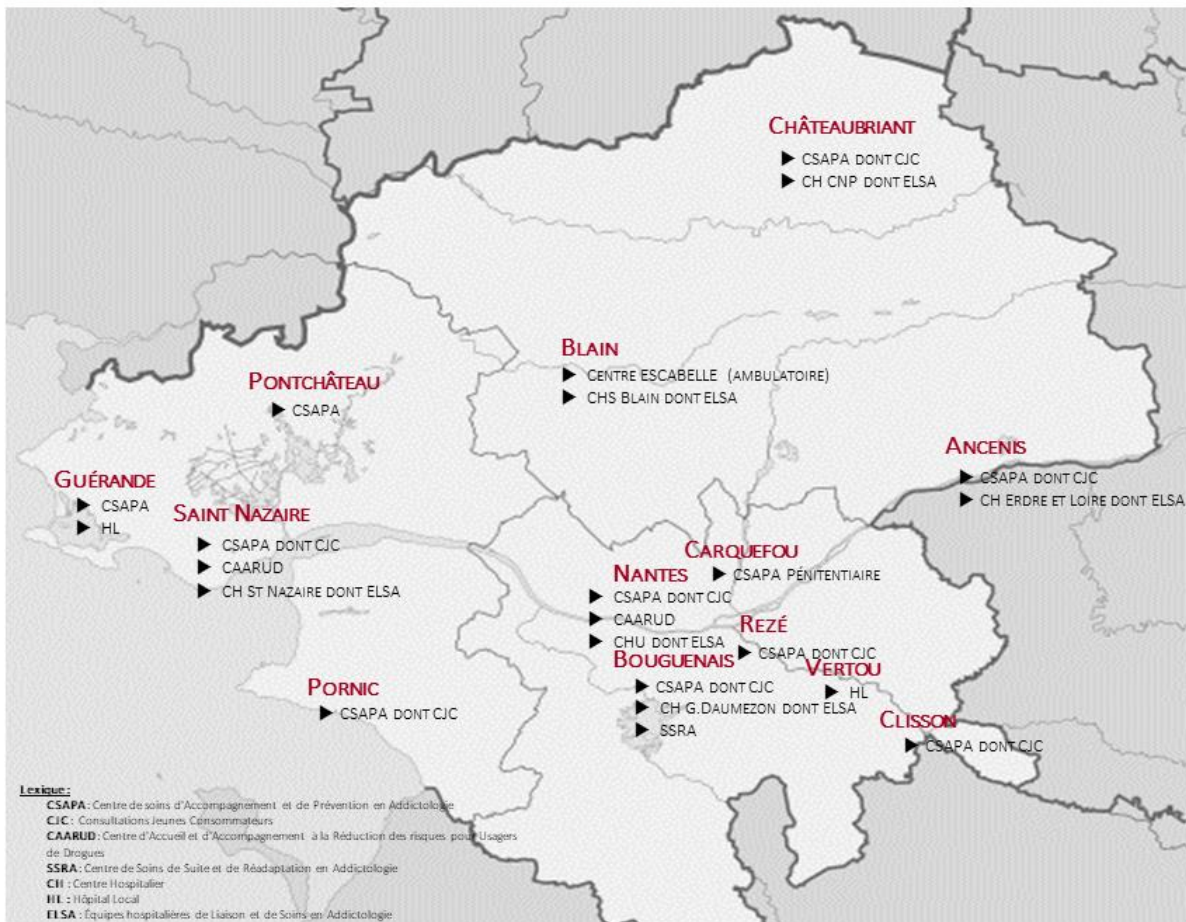 CHÂTEAUBRIANT
► CSAPA DONT CJC
► CH CNP DONT ELSA
BLAIN
► CENTRE ESCABELLE (AMBULATOIRE)
► CHS BLAIN DONT ELSA
PONTCHÂTEAU
► CSAPA
ANCENIS
► CSAPA DONT CJC
► CH ERDRE ET LOIRE DONT ELSA
GUÉRANDE
► CSAPA
► HL
SAINT NAZAIRE
► CSAPA DONT CJC
► CAARUD
► CH ST NAZAIRE DONT ELSA
CARQUEFOU
► CSAPA PÉNITENTIAIRE
NANTES
► CSAPA DONT CJC
► CAARUD
► CHU DONT ELSA
REZÉ
► CSAPA DONT CJC
BOUGUENAIS
► CSAPA DONT CJC
► CH G.DAUMEZON DONT ELSA
► SSRA
VERTOU
► HL
PORNIC
► CSAPA DONT CJC
CLISSON
► CSAPA DONT CJC
Lexique :
CSAPA : Centre de soins d'Accompagnement et de Prévention en Addictologie
CJC : Consultations Jeunes Consommateurs
CAARUD : Centre d'Accueil et d'Accompagnement à la Réduction des risques pour Usagers
de Drogues
SSRA : Centre de Soins de Suite et de Réadaptation en Addictologie
CH : Centre Hospitalier
HL : Hôpital Local
ELSA : Équipes hospitalières de Liaison et de Soins en Addictologie